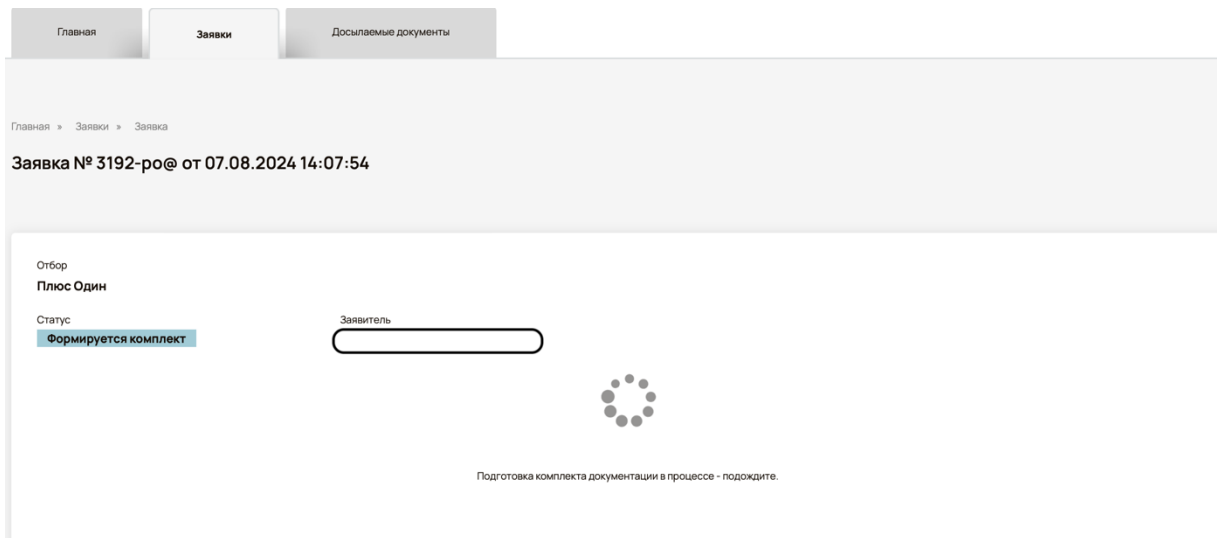 Главная Заявки Досылаемые документы
Главная » Заявки » Заявка
Заявка № 3192-ро@ от 07.08.2024 14:07:54
Отбор
Плюс Один
Статус Заявитель
Формируется комплект
Подготовка комплекта документации в процессе - подождите.